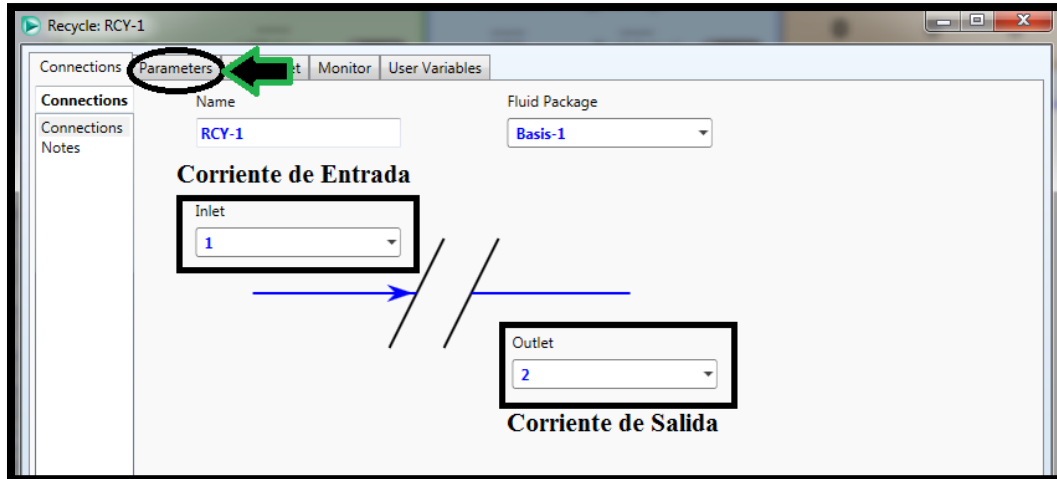 Recycle: RCY-1
Connections Parameters Monitor User Variables
Connections
Connections
Notes
Name
RCY-1
Fluid Package
Basis-1
Corriente de Entrada
Inlet
1
Outlet
2
Corriente de Salida